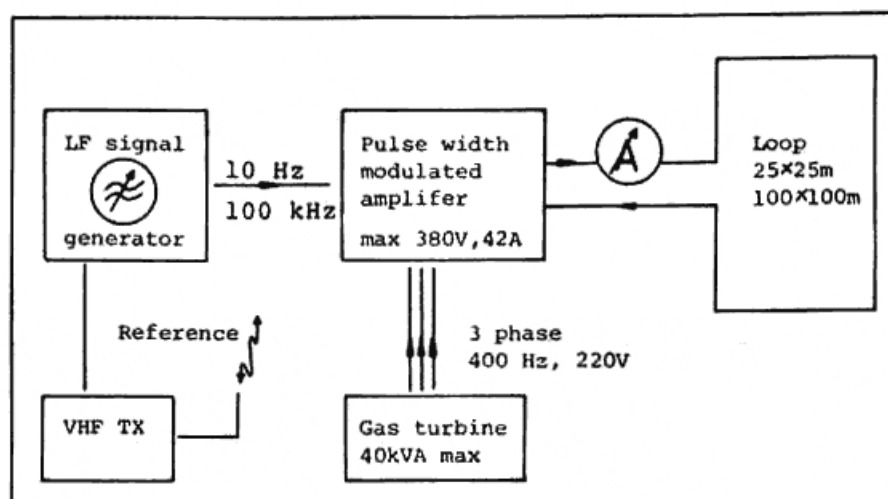 LF signal
generator
10 Hz
100 kHz
Pulse width
modulated
amplifer
max 380V,42A
A
Loop
25×25m
100×100m
Reference
3 phase
400 Hz, 220V
VHF TX
Gas turbine
40kVA max